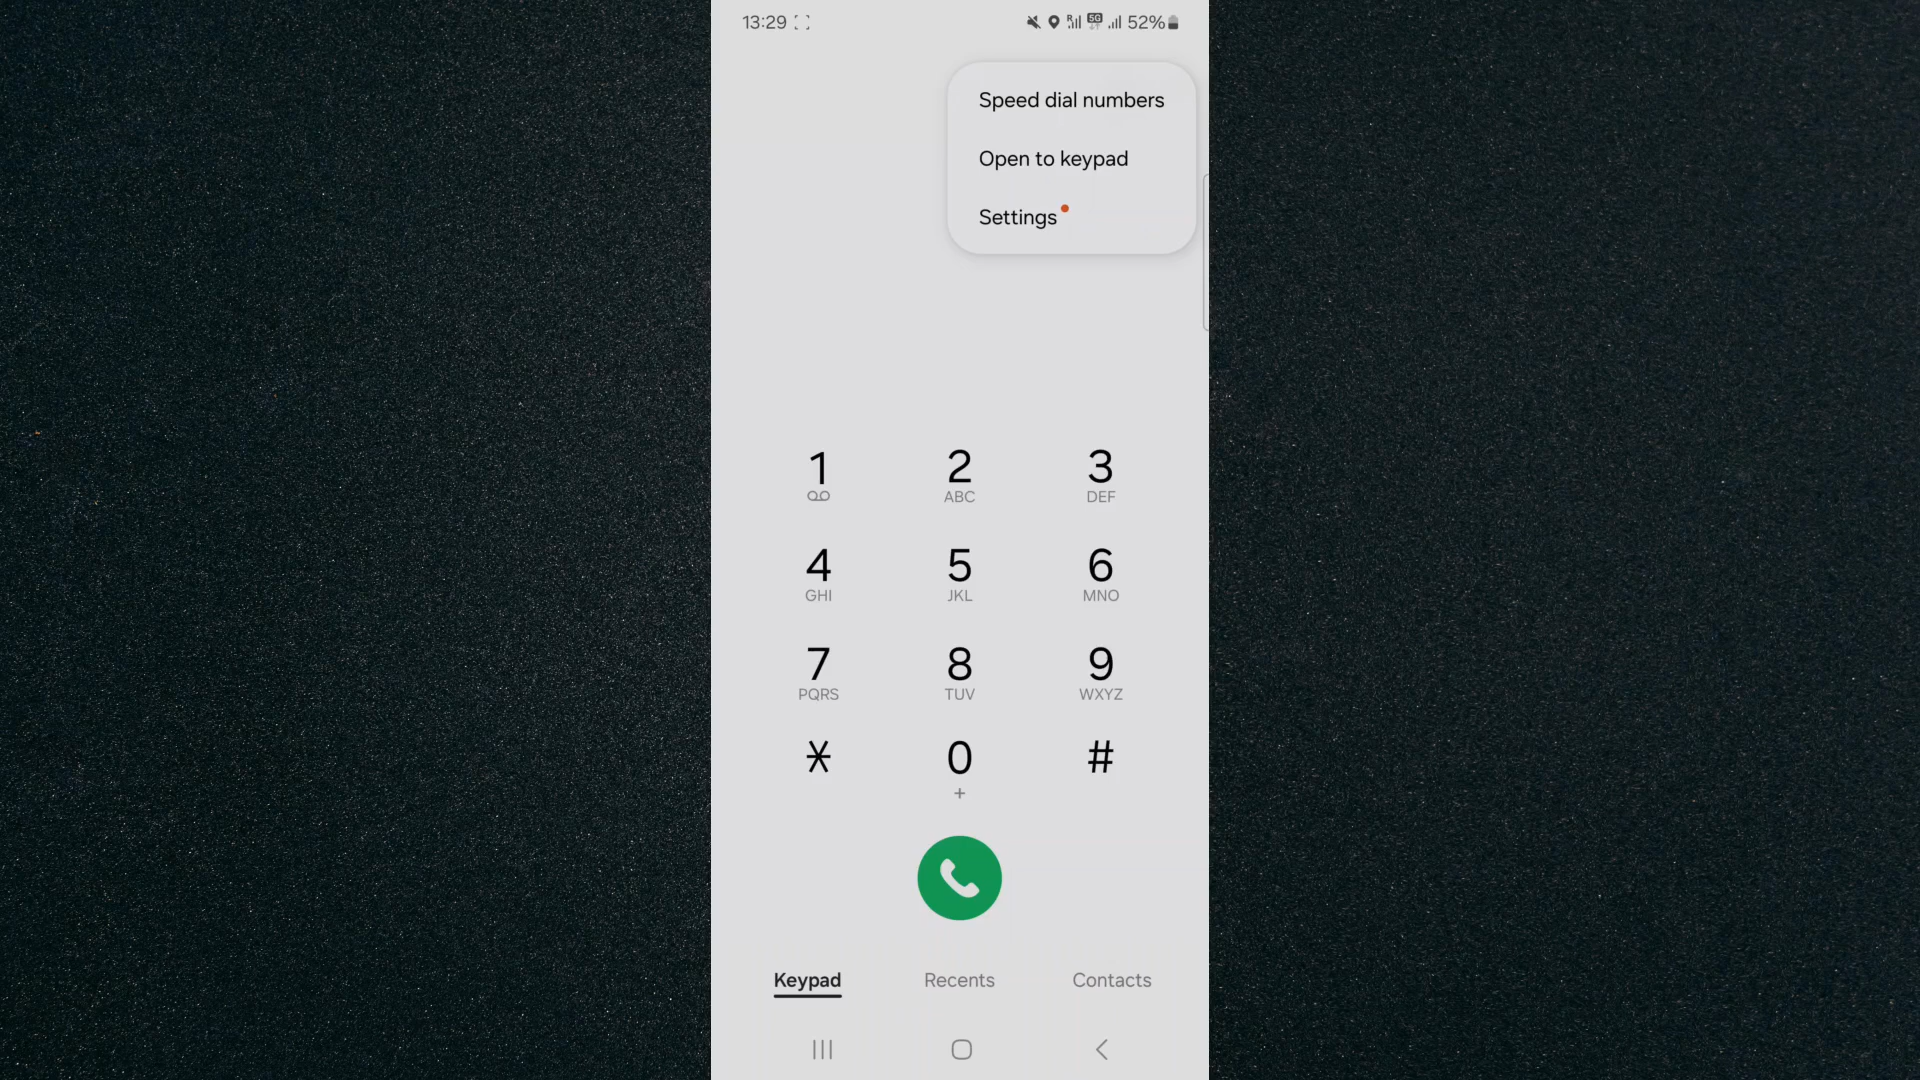 13:29 52%
Speed dial numbers
Open to keypad
Settings
1 2 3
ABC DEF
4 5 6
GHI JKL MNO
7 8 9
PQRS TUV WXYZ
* 0 #
+
Keypad Recents Contacts